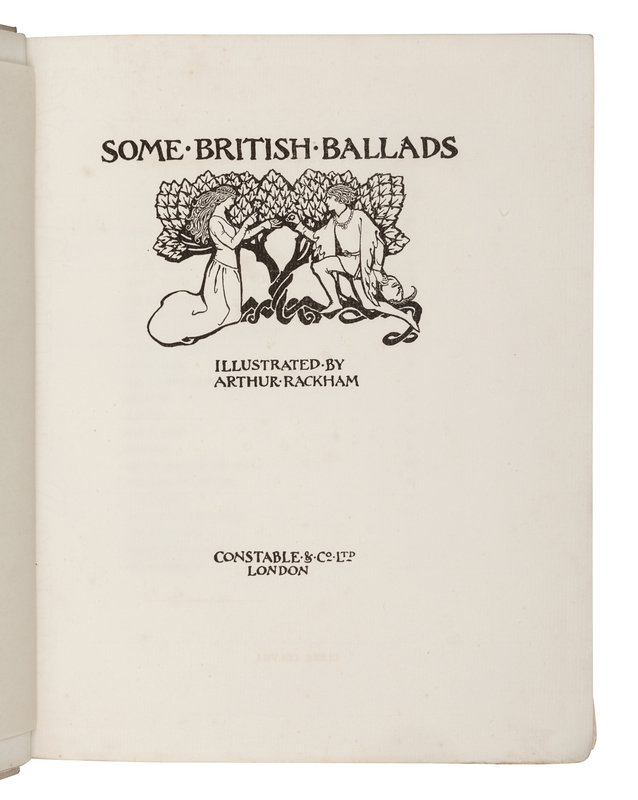 SOME·BRITISH·BALLADS
ILLUSTRATED·BY
ARTHUR·RACKHAM
CONSTABLE·&·Co·LTD
LONDON